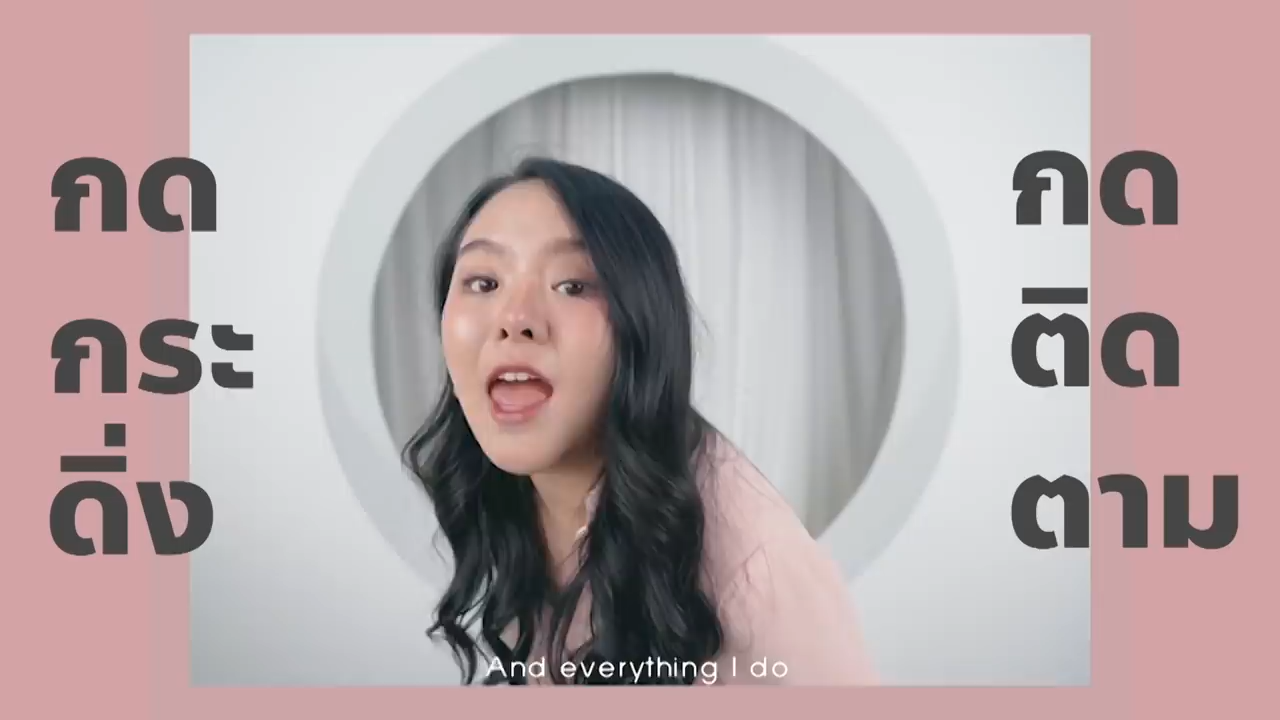 กด
กระ
ดิ่ง
กด
ติด
ตาม
And everything I do